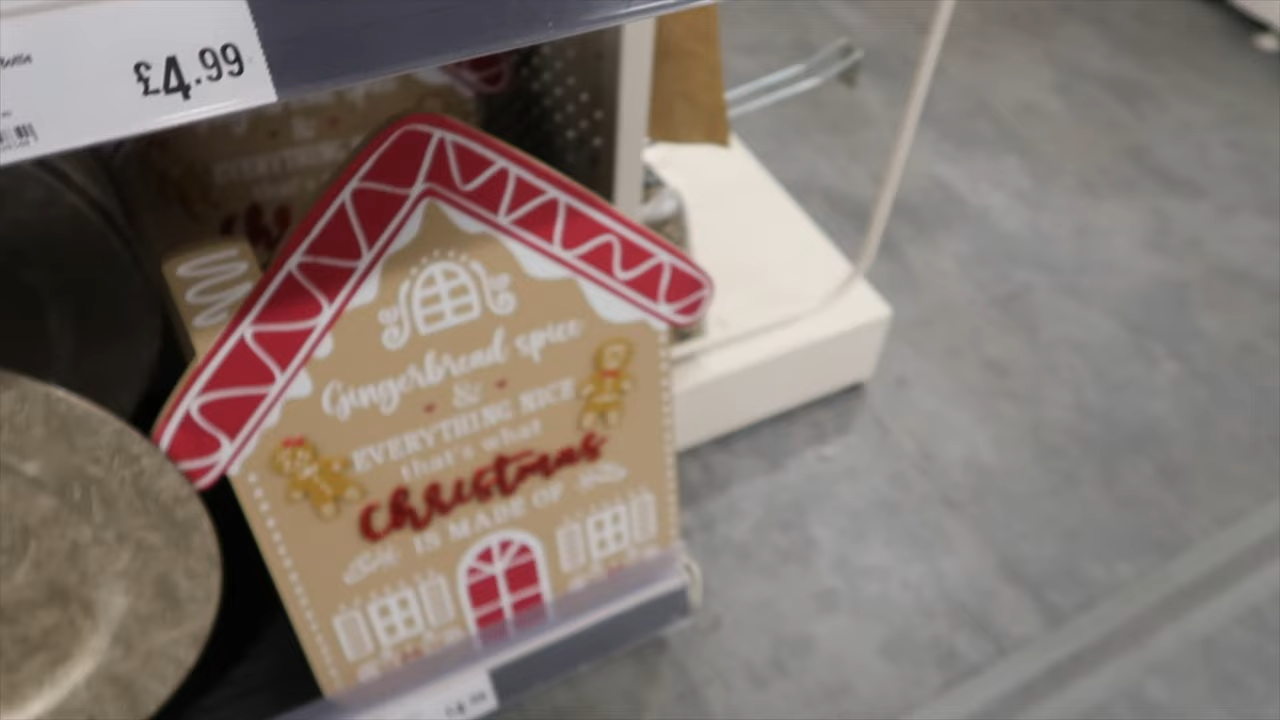 £4.99
Gingerbread spice
&
EVERYTHING NICE
that's what
Christmas
IS MADE OF